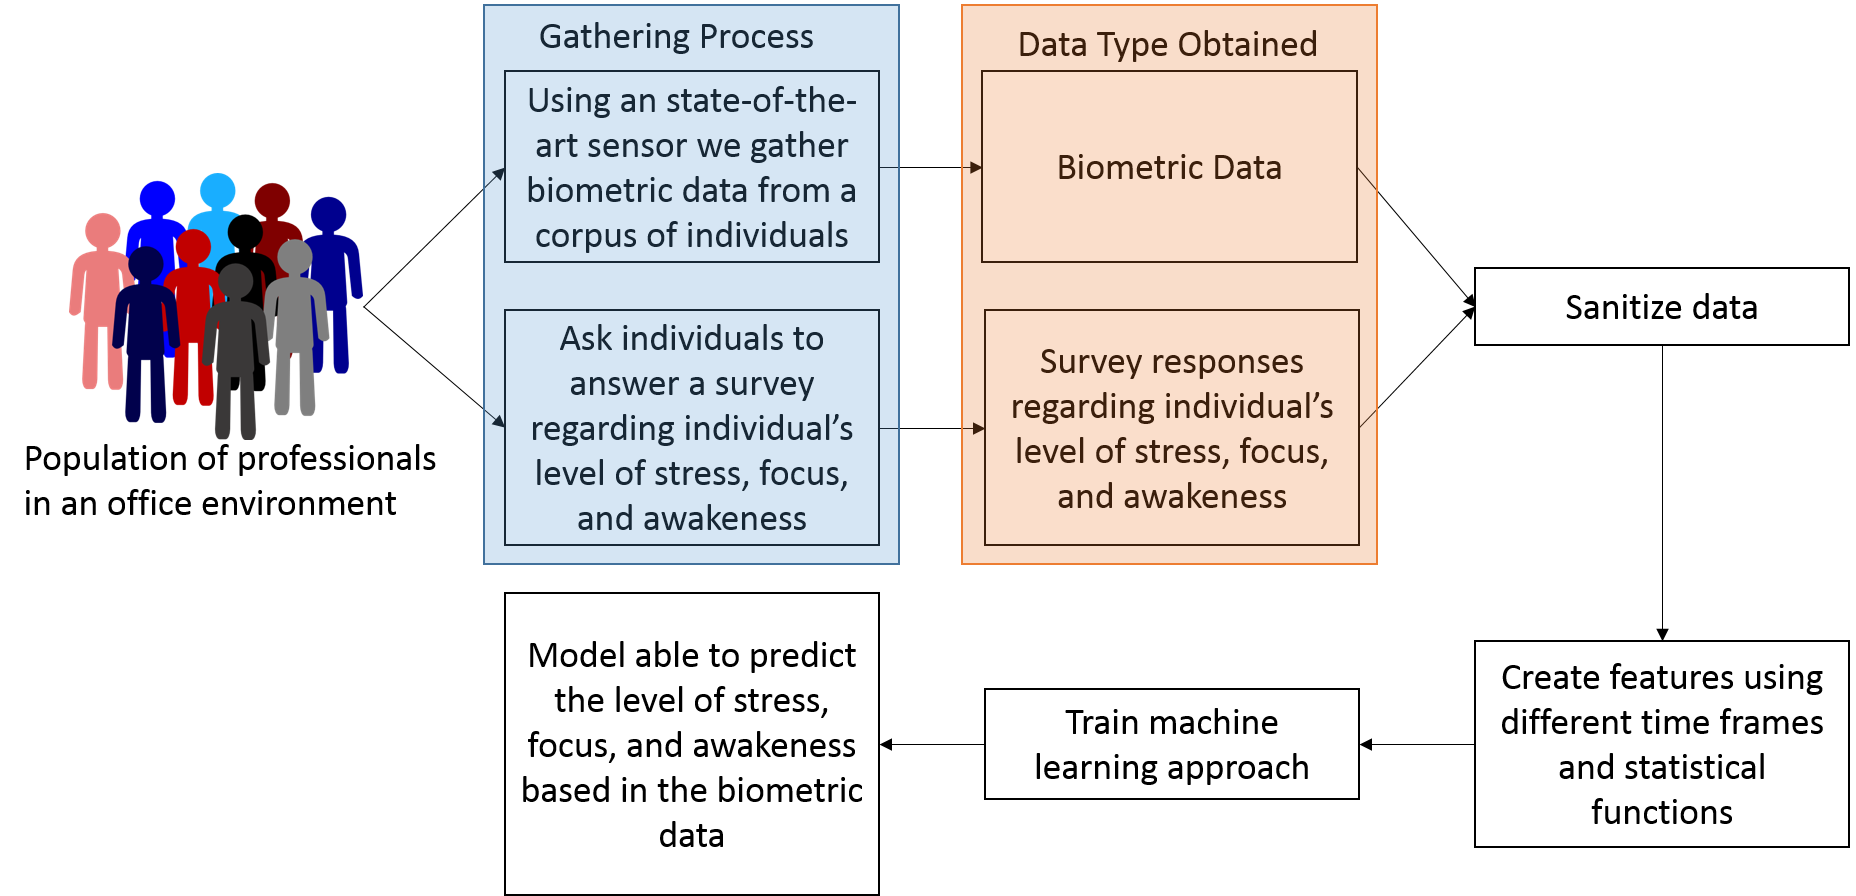 Gathering Process
Using an state-of-the-
art sensor we gather
biometric data from a
corpus of individuals
Ask individuals to
answer a survey
regarding individual's
level of stress, focus,
and awakeness
Data Type Obtained
Biometric Data
Survey responses
regarding individual's
level of stress, focus,
and awakeness
Population of professionals
in an office environment
Sanitize data
Create features using
different time frames
and statistical
functions
Train machine
learning approach
Model able to predict
the level of stress,
focus, and awakeness
based in the biometric
data